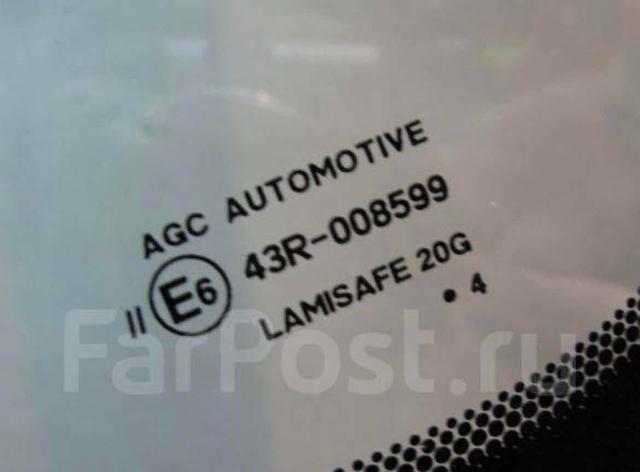 AGC AUTOMOTIVE
II E6 43R-008599
LAMISAFE 20G
• 4
FarPost.ru